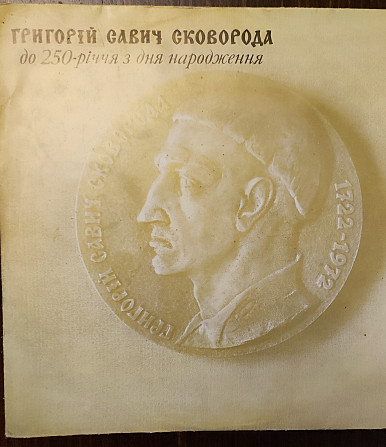 ГРИГОРІЙ САВИЧ СКОВОРОДА
до 250-річчя з дня народження
ГРИГОРІЙ САВИЧ СКОВОРОДА
1722-1972